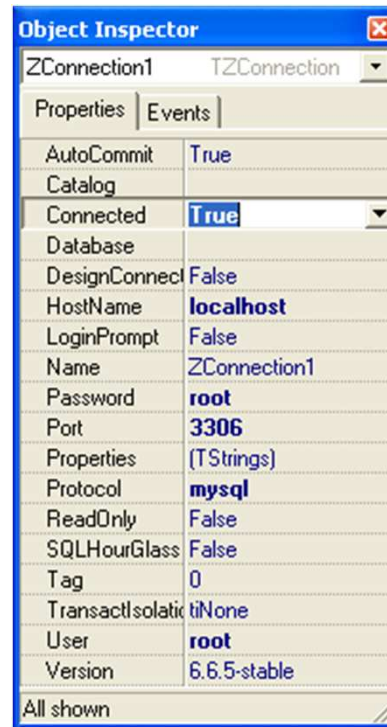 Object Inspector
ZConnection1 TZConnection
Properties Events
AutoCommit True
Catalog
Connected True
Database
DesignConnect False
HostName localhost
LoginPrompt False
Name ZConnection1
Password root
Port 3306
Properties (TStrings)
Protocol mysql
ReadOnly False
SQLHourGlass False
Tag 0
TransactIsolatic tiNone
User root
Version 6.6.5-stable
All shown